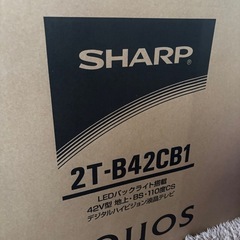 SHARP®
2T-B42CB1
LEDバックライト搭載
42V型 地上・BS・110度CS
デジタルハイビジョン液晶テレビ